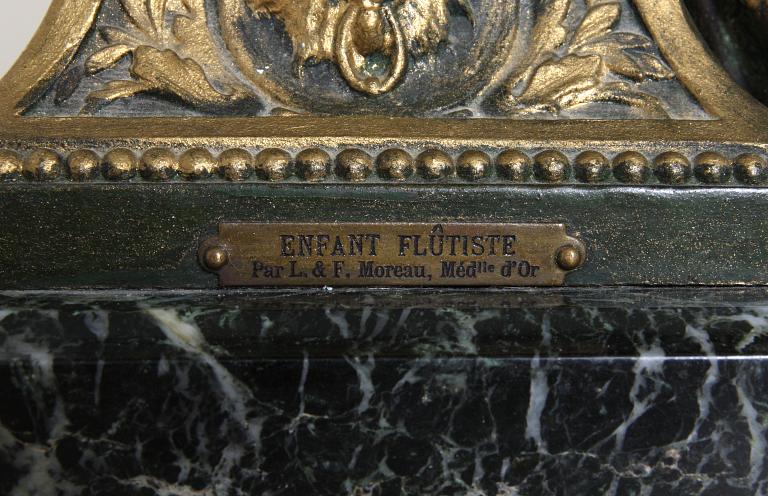 ENFANT FLÛTISTE
Par L. & F. Moreau, Médlle d'Or